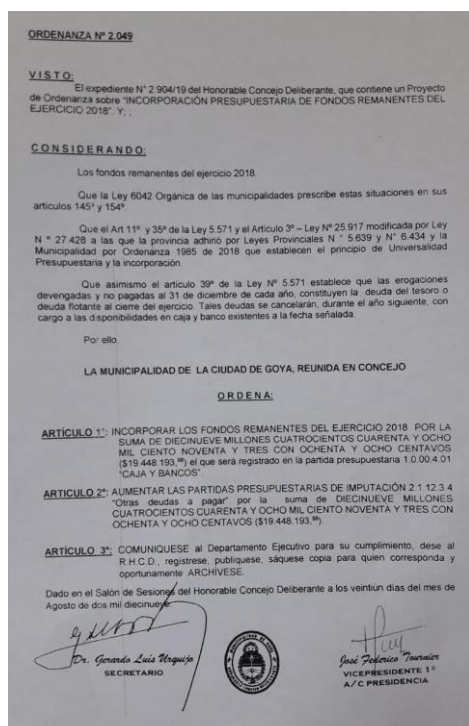 ORDENANZA Nº 2.049
VISTO:
El expediente N° 2.904/19 del Honorable Concejo Deliberante, que contiene un Proyecto
de Ordenanza sobre "INCORPORACIÓN PRESUPUESTARIA DE FONDOS REMANENTES DEL
EJERCICIO 2018". Y; ;
CONSIDERANDO:
Los fondos remanentes del ejercicio 2018.
Que la Ley 6042 Orgánica de las municipalidades prescribe estas situaciones en sus
articulos 145º y 154º
Que el Art 11º y 35º de la Ley 5.571 y el Artículo 3º – Ley Nº 25.917 modificada por Ley
N º 27.428 a las que la provincia adhirió por Leyes Provinciales N ° 5.639 y N° 6.434 y la
Municipalidad por Ordenanza 1985 de 2018 que establecen el principio de Universalidad
Presupuestaria y la incorporación.
Que asimismo el artículo 39º de la Ley Nº 5.571 establece que las erogaciones
devengadas y no pagadas al 31 de diciembre de cada año, constituyen la deuda del tesoro o
deuda flotante al cierre del ejercicio. Tales deudas se cancelarán, durante el año siguiente, con
cargo a las disponibilidades en caja y banco existentes a la fecha señalada.
Por ello,
LA MUNICIPALIDAD DE LA CIUDAD DE GOYA, REUNIDA EN CONCEJO
ORDENA:
ARTÍCULO 1°: INCORPORAR LOS FONDOS REMANENTES DEL EJERCICIO 2018 POR LA
SUMA DE DIECINUEVE MILLONES CUATROCIENTOS CUARENTA Y OCHO
MIL CIENTO NOVENTA Y TRES CON OCHENTA Y OCHO CENTAVOS
($19.448.193,88) el que será registrado en la partida presupuestaria 1.0.00.4.01
"CAJA Y BANCOS".
ARTÍCULO 2º: AUMENTAR LAS PARTIDAS PRESUPUESTARIAS DE IMPUTACIÓN 2.1.12.3.4
"Otras deudas a pagar" por la suma de DIECINUEVE MILLONES
CUATROCIENTOS CUARENTA Y OCHO MIL CIENTO NOVENTA Y TRES CON
OCHENTA Y OCHO CENTAVOS ($19.448.193,88).
ARTÍCULO 3º: COMUNIQUESE al Departamento Ejecutivo para su cumplimiento, dese al
R.H.C.D., regístrese, publiquese, sáquese copia para quien corresponda y
oportunamente ARCHÍVESE.
Dado en el Salón de Sesiones del Honorable Concejo Deliberante a los veintiún días del mes de
Agosto de dos mil diecinueve.
Dr. Gerardo Luis Urquijo
SECRETARIO
José Federico Tournier
VICEPRESIDENTE 1º
A/C PRESIDENCIA